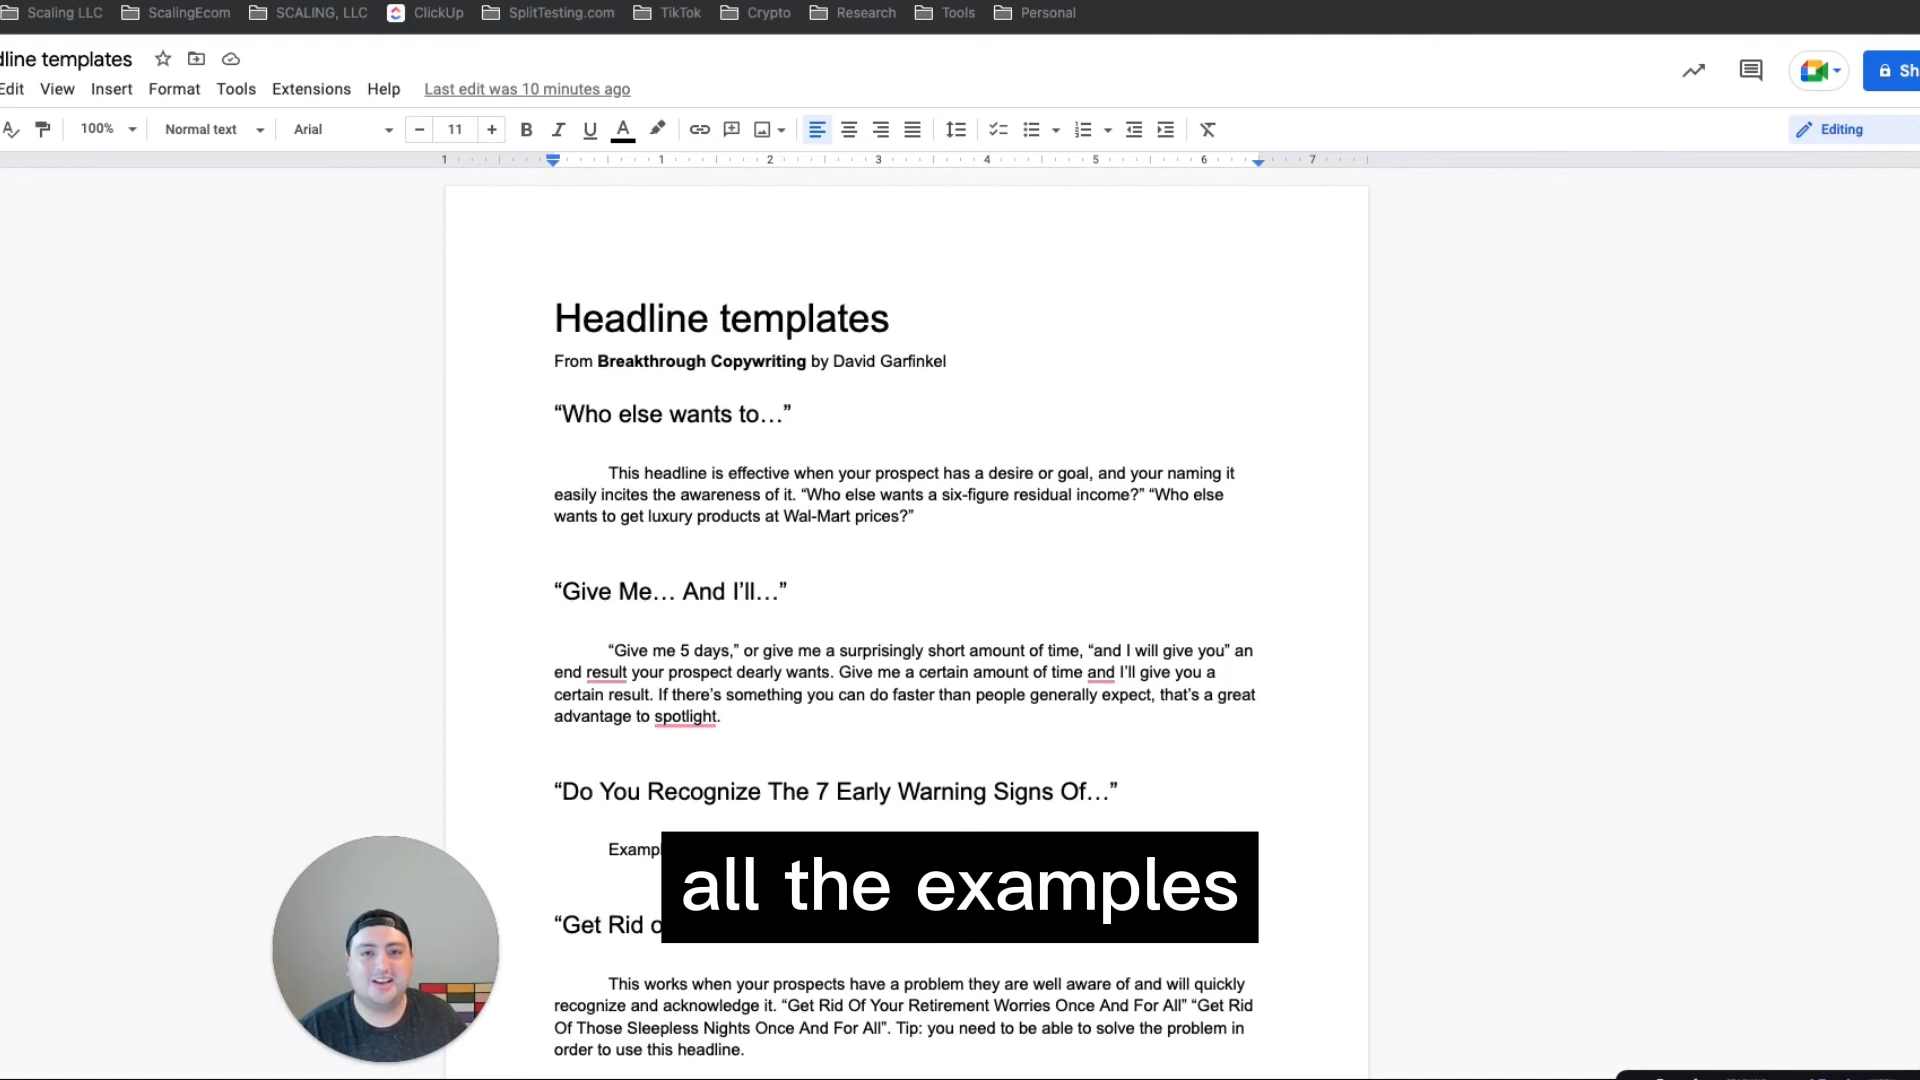 Scaling LLC ScalingEcom SCALING, LLC ClickUp SplitTesting.com TikTok Crypto Research Tools Personal
dline templates
Edit View Insert Format Tools Extensions Help Last edit was 10 minutes ago
Sh
100% Normal text Arial 11 Editing
1 1 2 3 4 5 6 7
Headline templates
From Breakthrough Copywriting by David Garfinkel
“Who else wants to…”
This headline is effective when your prospect has a desire or goal, and your naming it
easily incites the awareness of it. “Who else wants a six-figure residual income?” “Who else
wants to get luxury products at Wal-Mart prices?”
“Give Me… And I’ll…”
“Give me 5 days,” or give me a surprisingly short amount of time, “and I will give you” an
end result your prospect dearly wants. Give me a certain amount of time and I’ll give you a
certain result. If there’s something you can do faster than people generally expect, that’s a great
advantage to spotlight.
“Do You Recognize The 7 Early Warning Signs Of…”
Exampl
all the examples
“Get Rid o
This works when your prospects have a problem they are well aware of and will quickly
recognize and acknowledge it. “Get Rid Of Your Retirement Worries Once And For All” “Get Rid
Of Those Sleepless Nights Once And For All”. Tip: you need to be able to solve the problem in
order to use this headline.